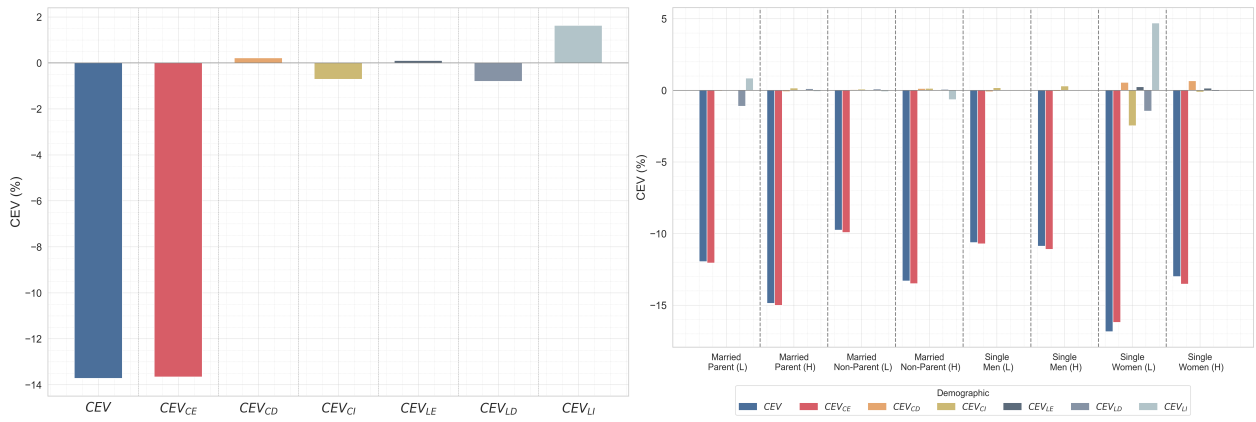 2
0
−2
−4
−6
−8
−10
−12
−14
CEV (%)
CEV CEV_CE CEV_CD CEV_CI CEV_LE CEV_LD CEV_LI
5
0
−5
−10
−15
CEV (%)
Married Married Married Married Single Single Single Single
Parent (L) Parent (H) Non-Parent (L) Non-Parent (H) Men (L) Men (H) Women (L) Women (H)
Demographic
CEV CEV_CE CEV_CD CEV_CI CEV_LE CEV_LD CEV_LI